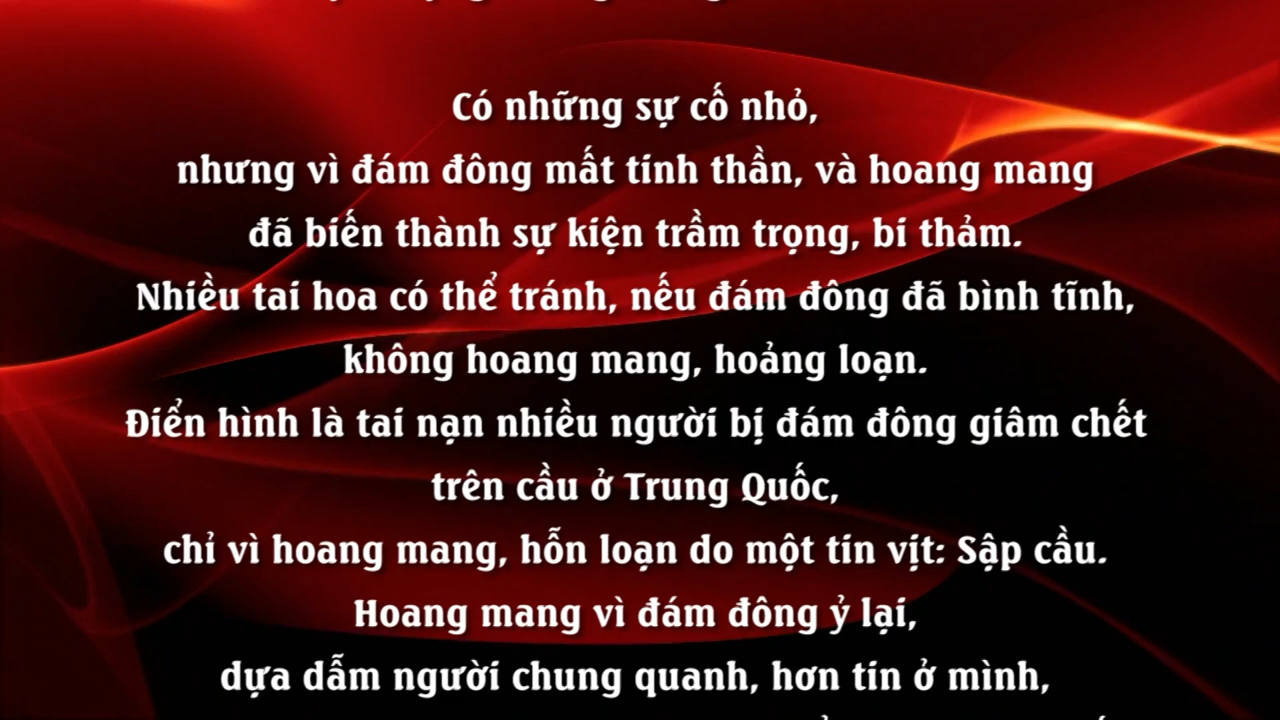 Có những sự cố nhỏ,
nhưng vì đám đông mất tinh thần, và hoang mang
đã biến thành sự kiện trầm trọng, bi thảm.
Nhiều tai hoa có thể tránh, nếu đám đông đã bình tĩnh,
không hoang mang, hoảng loạn.
Điển hình là tai nạn nhiều người bị đám đông giâm chết
trên cầu ở Trung Quốc,
chỉ vì hoang mang, hỗn loạn do một tin vịt: Sập cầu.
Hoang mang vì đám đông ỷ lại,
dựa dẫm người chung quanh, hơn tin ở mình,